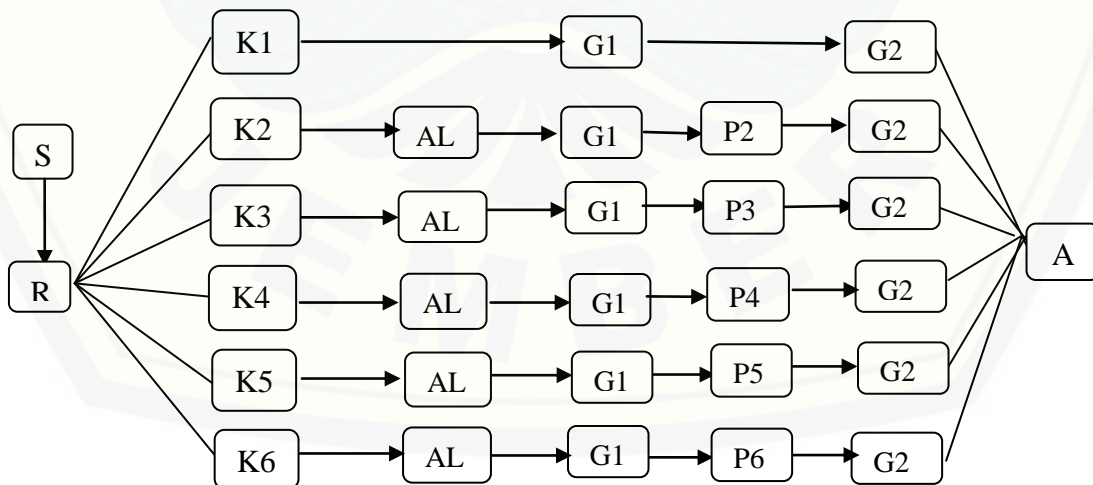 K1 G1 G2
K2 AL G1 P2 G2
S
K3 AL G1 P3 G2
A
R
K4 AL G1 P4 G2
K5 AL G1 P5 G2
K6 AL G1 P6 G2